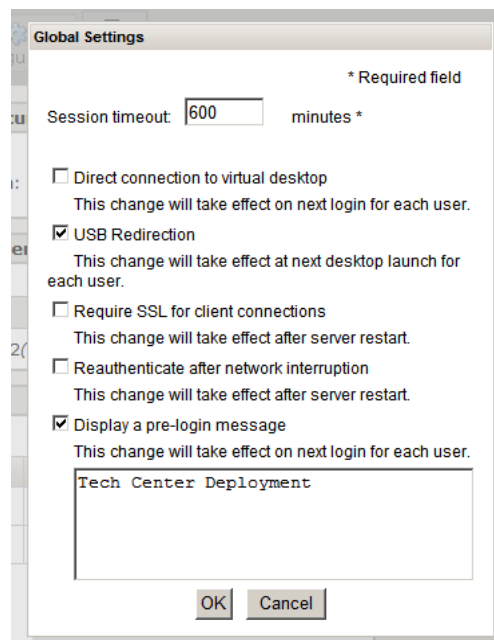 Global Settings
* Required field
Session timeout: 600 minutes *
Direct connection to virtual desktop
This change will take effect on next login for each user.
USB Redirection
This change will take effect at next desktop launch for
each user.
Require SSL for client connections
This change will take effect after server restart.
Reauthenticate after network interruption
This change will take effect after server restart.
Display a pre-login message
This change will take effect on next login for each user.
Tech Center Deployment
OK Cancel